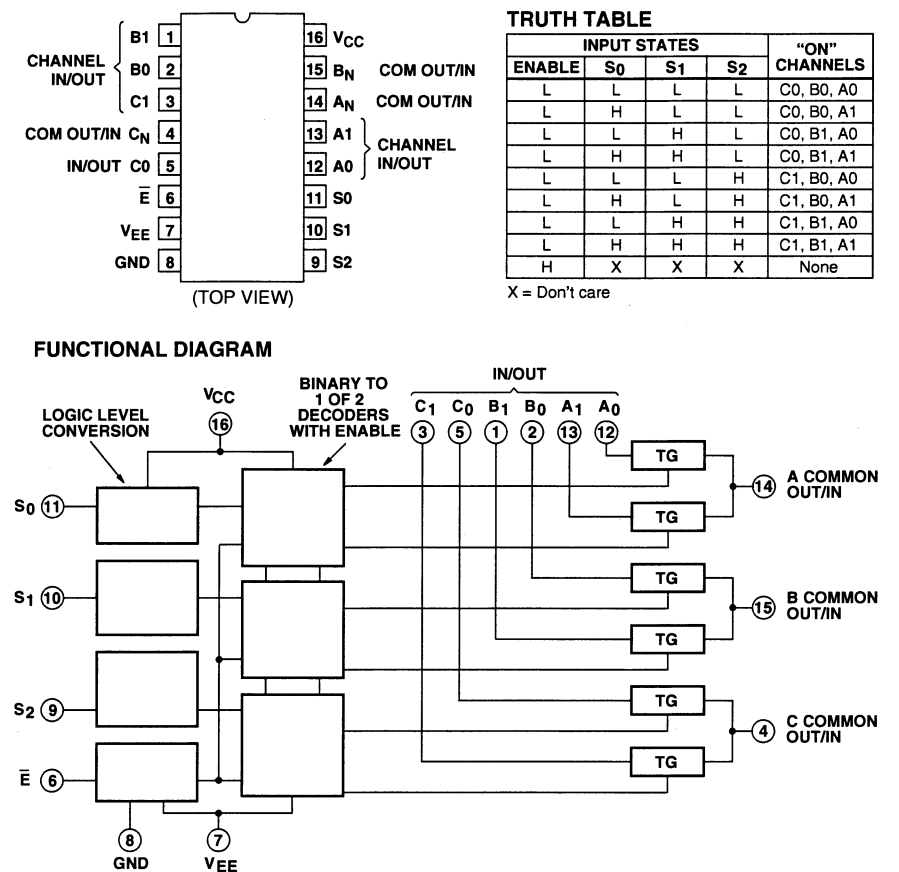 TRUTH TABLE
B1 1 16 VCC
CHANNEL IN/OUT
B0 2 15 BN COM OUT/IN
C1 3 14 AN COM OUT/IN
COM OUT/IN CN 4 13 A1
CHANNEL IN/OUT
IN/OUT C0 5 12 A0
E̅ 6 11 S0
VEE 7 10 S1
GND 8 9 S2
(TOP VIEW)
INPUT STATES "ON" CHANNELS
ENABLE S0 S1 S2
L L L L C0, B0, A0
L H L L C0, B0, A1
L L H L C0, B1, A0
L H H L C0, B1, A1
L L L H C1, B0, A0
L H L H C1, B0, A1
L L H H C1, B1, A0
L H H H C1, B1, A1
H X X X None
X = Don't care
FUNCTIONAL DIAGRAM
LOGIC LEVEL
CONVERSION
VCC
16
BINARY TO
1 OF 2
DECODERS
WITH ENABLE
IN/OUT
C1 C0 B1 B0 A1 A0
3 5 1 2 13 12
TG
S0 11
14 A COMMON
OUT/IN
TG
TG
S1 10
15 B COMMON
OUT/IN
TG
TG
S2 9
4 C COMMON
OUT/IN
TG
E̅ 6
8
GND
7
VEE